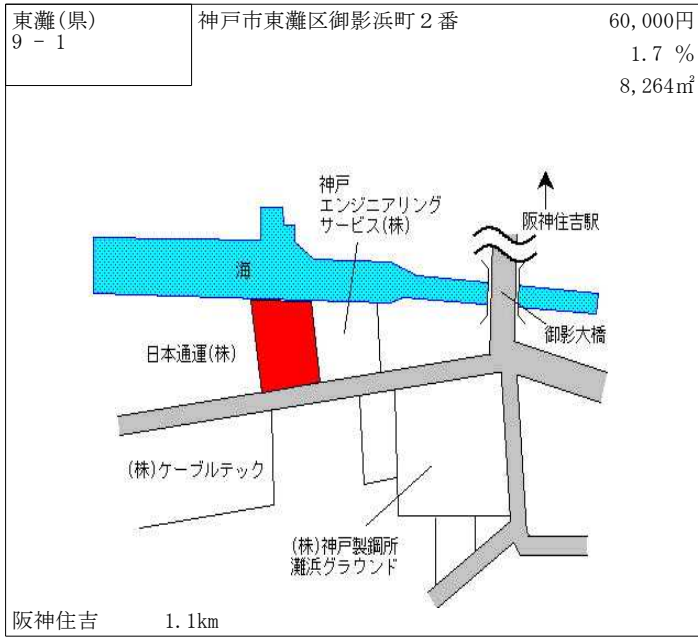 東灘(県)
9 - 1
神戸市東灘区御影浜町２番
60,000円
1.7 %
8,264㎡
神戸
エンジニアリング
サービス(株)
阪神住吉駅
海
御影大橋
日本通運(株)
(株)ケーブルテック
(株)神戸製鋼所
灘浜グラウンド
阪神住吉 1.1km